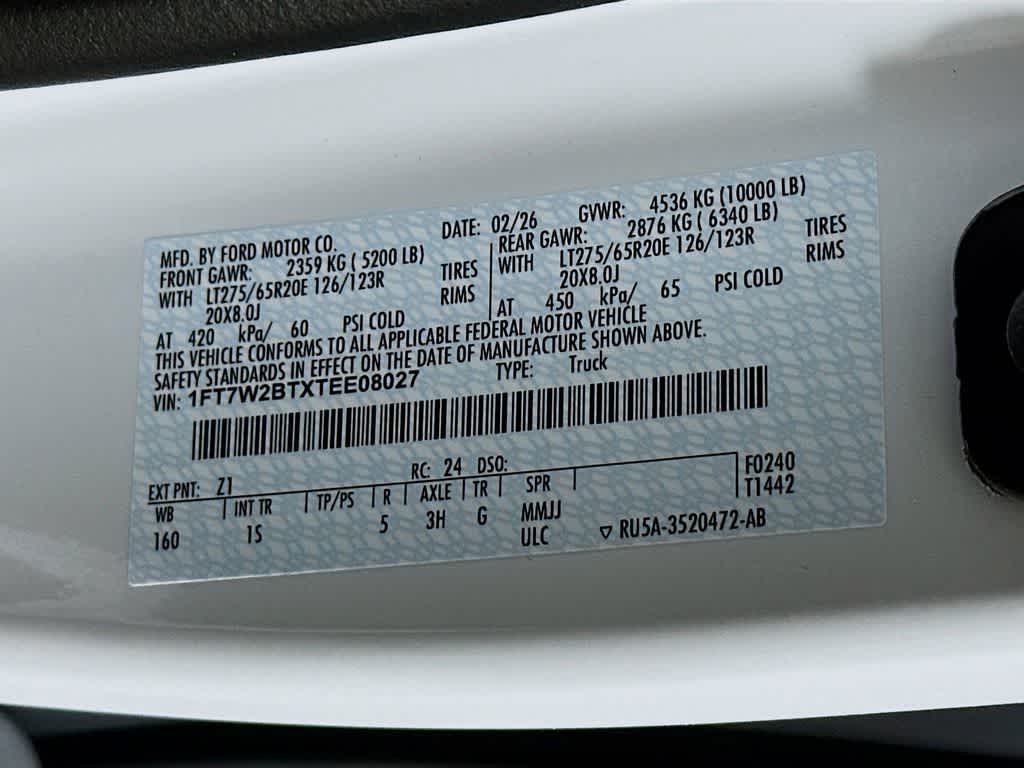 MFD. BY FORD MOTOR CO. DATE: 02/26 GVWR: 4536 KG (10000 LB)
FRONT GAWR: 2359 KG ( 5200 LB) REAR GAWR: 2876 KG ( 6340 LB)
WITH LT275/65R20E 126/123R TIRES WITH LT275/65R20E 126/123R TIRES
20X8.0J RIMS 20X8.0J RIMS
AT 420 kPa/ 60 PSI COLD AT 450 kPa/ 65 PSI COLD
THIS VEHICLE CONFORMS TO ALL APPLICABLE FEDERAL MOTOR VEHICLE
SAFETY STANDARDS IN EFFECT ON THE DATE OF MANUFACTURE SHOWN ABOVE.
VIN: 1FT7W2BTXTEE08027 TYPE: Truck
EXT PNT: Z1 RC: 24 DSO: F0240
WB INT TR TP/PS R AXLE TR SPR T1442
160 1S 5 3H G MMJJ
ULC ▽ RU5A-3520472-AB